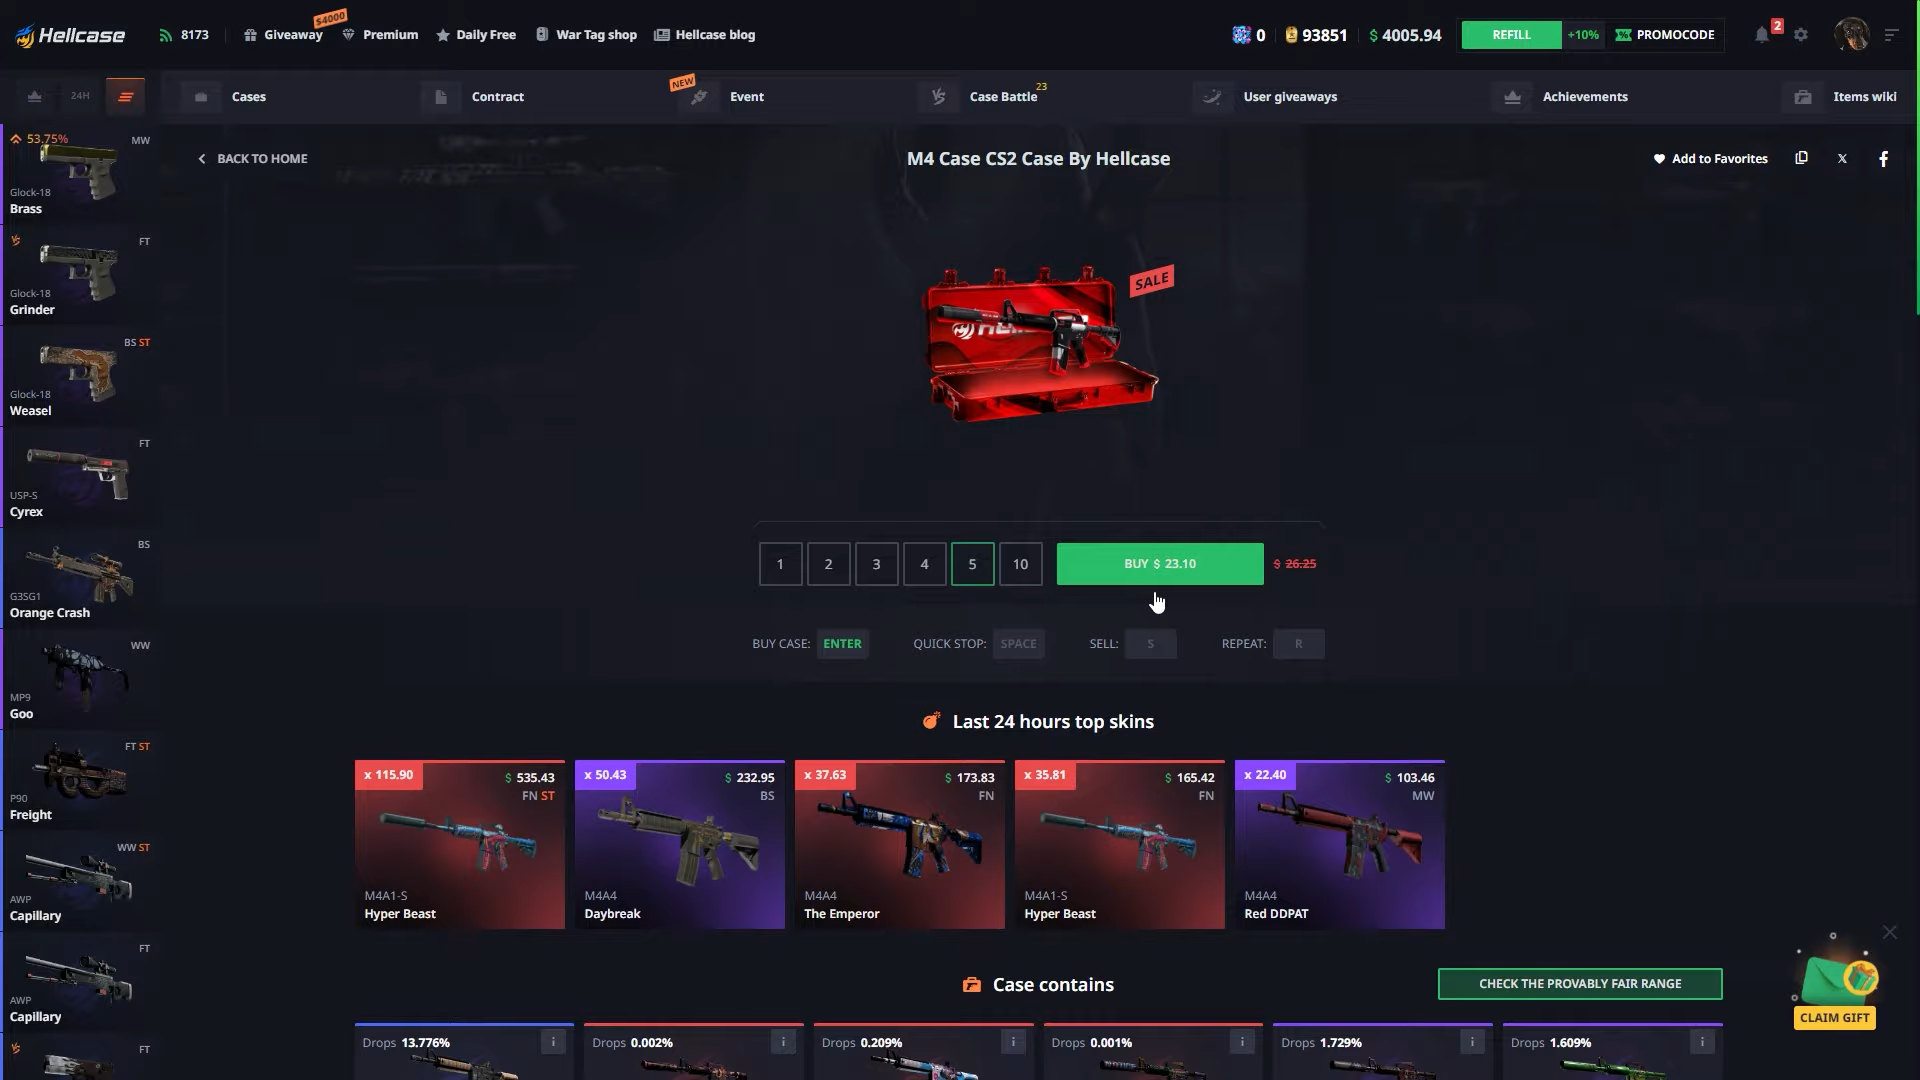 Hellcase
8173
Giveaway
$4000
Premium
Daily Free
War Tag shop
Hellcase blog
0
93851
$ 4005.94
REFILL
+10%
PROMOCODE
2
24H
Cases
Contract
NEW
Event
Case Battle
23
User giveaways
Achievements
Items wiki
53.75%
MW
Glock-18
Brass
FT
Glock-18
Grinder
BS ST
Glock-18
Weasel
FT
USP-S
Cyrex
BS
G3SG1
Orange Crash
WW
MP9
Goo
FT ST
P90
Freight
WW ST
AWP
Capillary
FT
AWP
Capillary
FT
BACK TO HOME
M4 Case CS2 Case By Hellcase
Add to Favorites
SALE
1
2
3
4
5
10
BUY $ 23.10
$ 26.25
BUY CASE: ENTER
QUICK STOP: SPACE
SELL: S
REPEAT: R
Last 24 hours top skins
x 115.90
$ 535.43
FN ST
M4A1-S
Hyper Beast
x 50.43
$ 232.95
BS
M4A4
Daybreak
x 37.63
$ 173.83
FN
M4A4
The Emperor
x 35.81
$ 165.42
FN
M4A1-S
Hyper Beast
x 22.40
$ 103.46
MW
M4A4
Red DDPAT
Case contains
CHECK THE PROVABLY FAIR RANGE
CLAIM GIFT
Drops 13.776%
i
Drops 0.002%
i
Drops 0.209%
i
Drops 0.001%
i
Drops 1.729%
i
Drops 1.609%
i